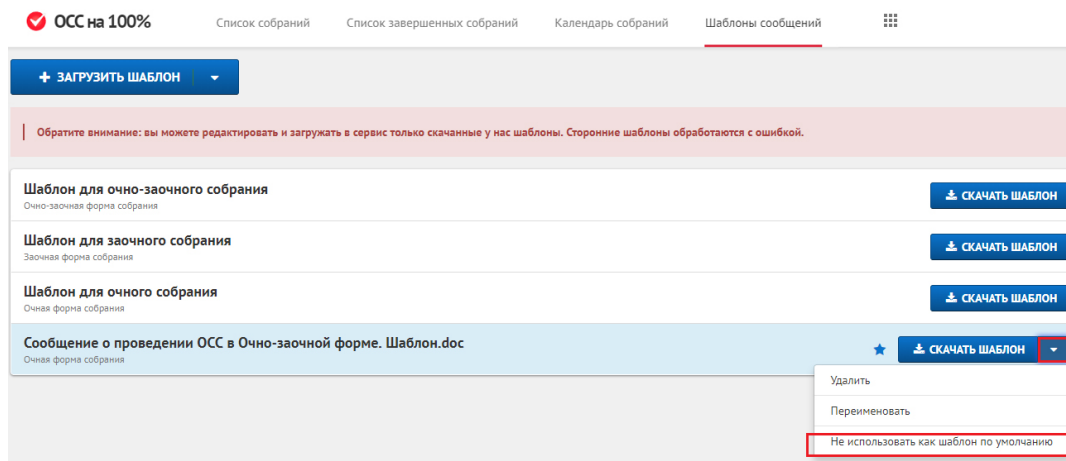 ОСС на 100%
Список собраний
Список завершенных собраний
Календарь собраний
Шаблоны сообщений
ЗАГРУЗИТЬ ШАБЛОН
Обратите внимание: вы можете редактировать и загружать в сервис только скачанные у нас шаблоны. Сторонние шаблоны обработаются с ошибкой.
Шаблон для очно-заочного собрания
Очно-заочная форма собрания
СКАЧАТЬ ШАБЛОН
Шаблон для заочного собрания
Заочная форма собрания
СКАЧАТЬ ШАБЛОН
Шаблон для очного собрания
Очная форма собрания
СКАЧАТЬ ШАБЛОН
Сообщение о проведении ОСС в Очно-заочной форме. Шаблон.doc
Очная форма собрания
СКАЧАТЬ ШАБЛОН
Удалить
Переименовать
Не использовать как шаблон по умолчанию